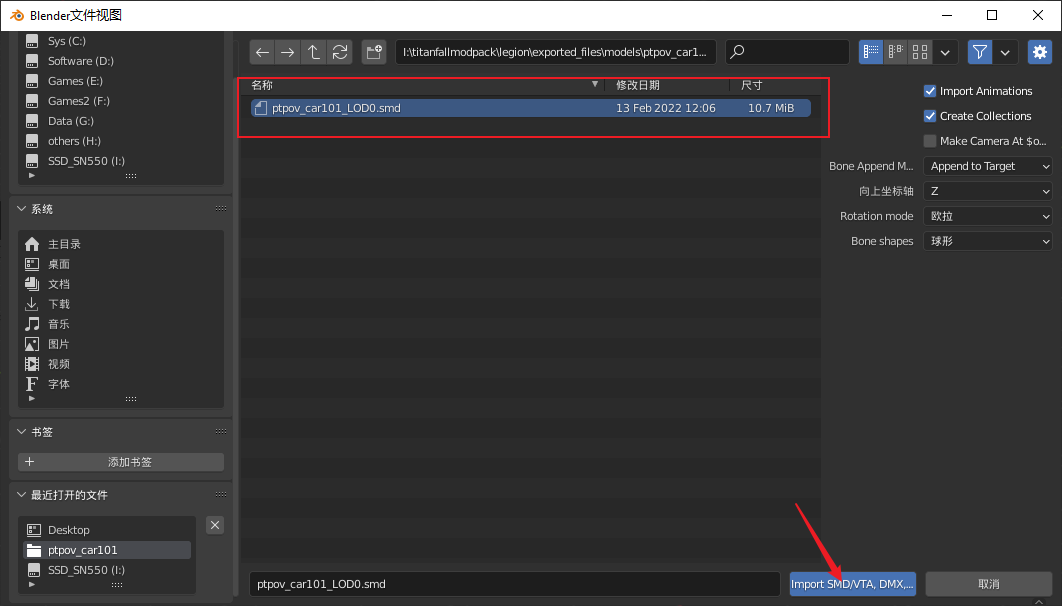 Blender文件视图
Sys (C:)
Software (D:)
Games (E:)
Games2 (F:)
Data (G:)
others (H:)
SSD_SN550 (I:)
系统
主目录
桌面
文档
下载
音乐
图片
视频
字体
书签
添加书签
最近打开的文件
Desktop
ptpov_car101
SSD_SN550 (I:)
I:\titanfallmodpack\legion\exported_files\models\ptpov_car1...
名称 修改日期 尺寸
ptpov_car101_LOD0.smd 13 Feb 2022 12:06 10.7 MiB
Import Animations
Create Collections
Make Camera At $o...
Bone Append M... Append to Target
向上坐标轴 Z
Rotation mode 欧拉
Bone shapes 球形
ptpov_car101_LOD0.smd
Import SMD/VTA, DMX,...
取消